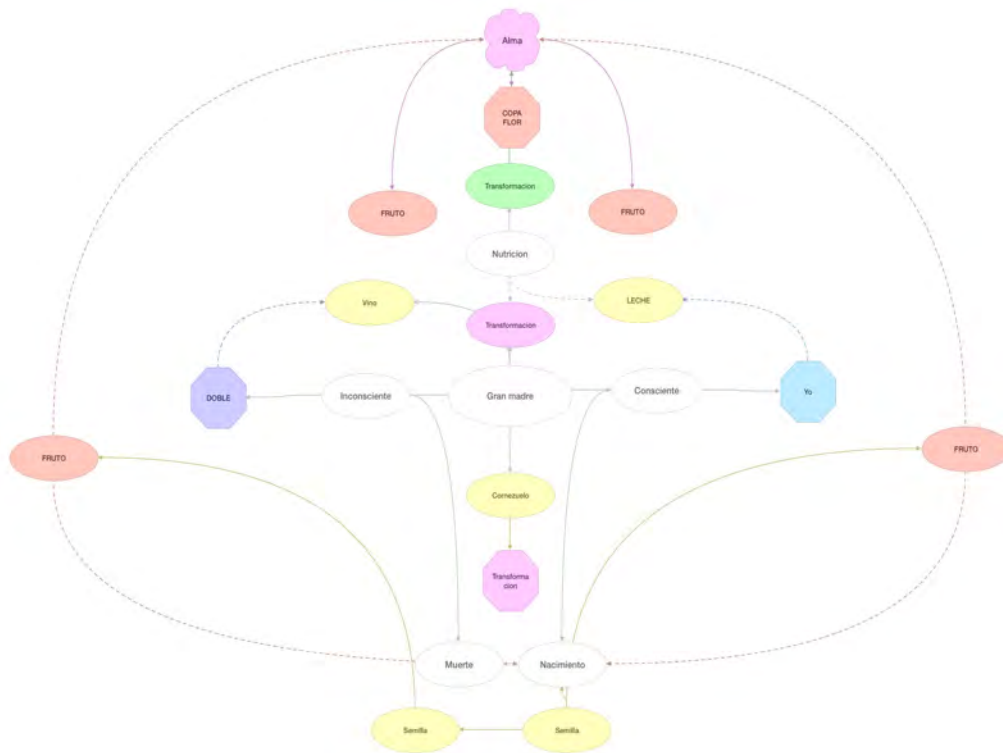 Alma
COPA
FLOR
Transformacion
FRUTO
FRUTO
Nutricion
Vino
LECHE
Transformacion
DOBLE
Inconsciente
Gran madre
Consciente
Yo
FRUTO
FRUTO
Cornezuelo
Transforma
cion
Muerte
Nacimiento
Semilla
Semilla